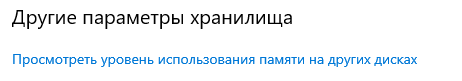 Другие параметры хранилища
Просмотреть уровень использования памяти на других дисках